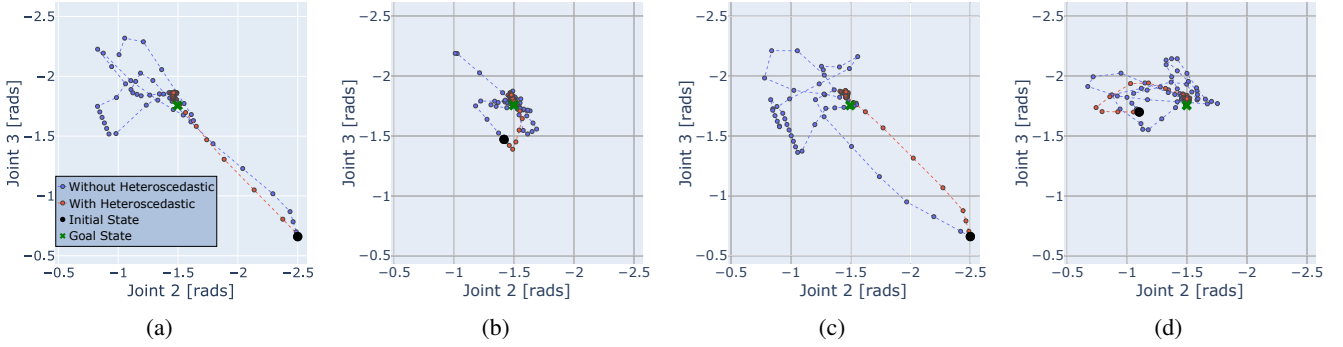 −2.5
−2
−1.5
−1
−0.5
Joint 3 [rads]
Without Heteroscedastic
With Heteroscedastic
Initial State
Goal State
−0.5 −1 −1.5 −2 −2.5
Joint 2 [rads]
(a)
−2.5
−2
−1.5
−1
−0.5
Joint 3 [rads]
−0.5 −1 −1.5 −2 −2.5
Joint 2 [rads]
(b)
−2.5
−2
−1.5
−1
−0.5
Joint 3 [rads]
−0.5 −1 −1.5 −2 −2.5
Joint 2 [rads]
(c)
−2.5
−2
−1.5
−1
−0.5
Joint 3 [rads]
−0.5 −1 −1.5 −2 −2.5
Joint 2 [rads]
(d)